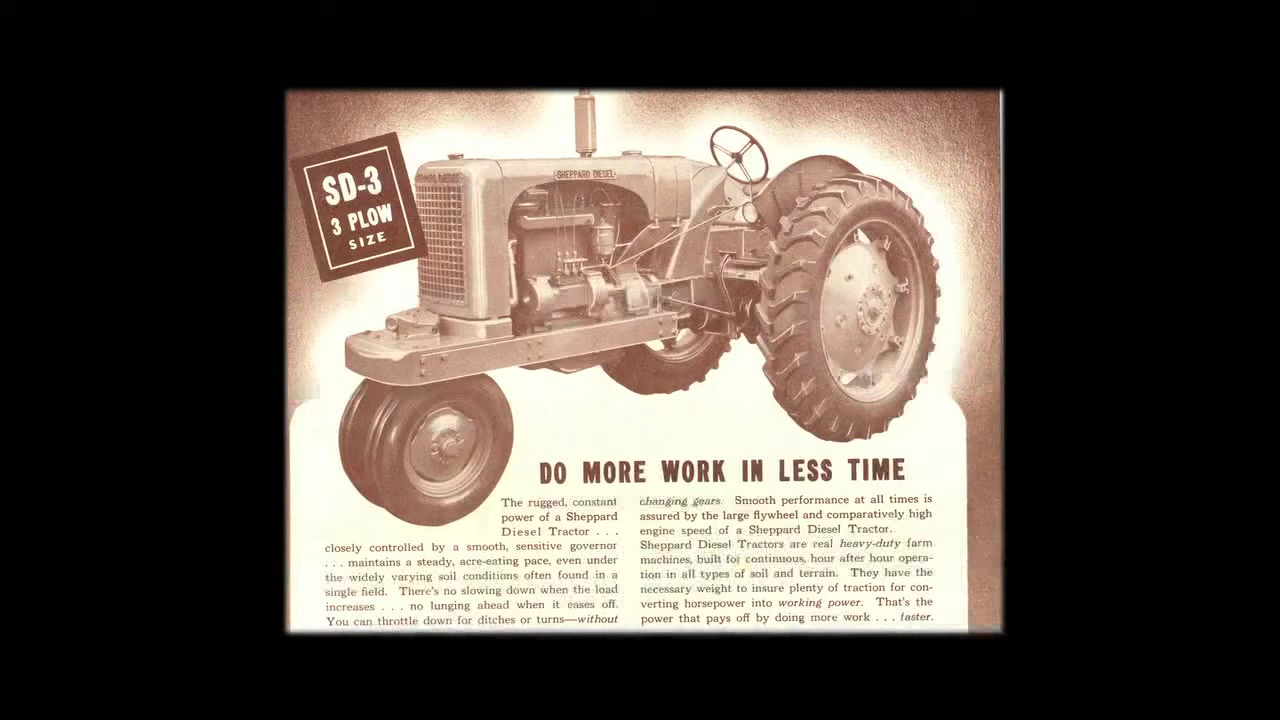 SD-3
3 PLOW
SIZE
SHEPPARD DIESEL
DO MORE WORK IN LESS TIME
The rugged, constant
power of a Sheppard
Diesel Tractor . . .
closely controlled by a smooth, sensitive governor
. . . maintains a steady, acre-eating pace, even under
the widely varying soil conditions often found in a
single field. There's no slowing down when the load
increases . . . no lunging ahead when it eases off.
You can throttle down for ditches or turns—without
changing gears. Smooth performance at all times is
assured by the large flywheel and comparatively high
engine speed of a Sheppard Diesel Tractor.
Sheppard Diesel Tractors are real heavy-duty farm
machines, built for continuous, hour after hour opera-
tion in all types of soil and terrain. They have the
necessary weight to insure plenty of traction for con-
verting horsepower into working power. That's the
power that pays off by doing more work . . . faster.